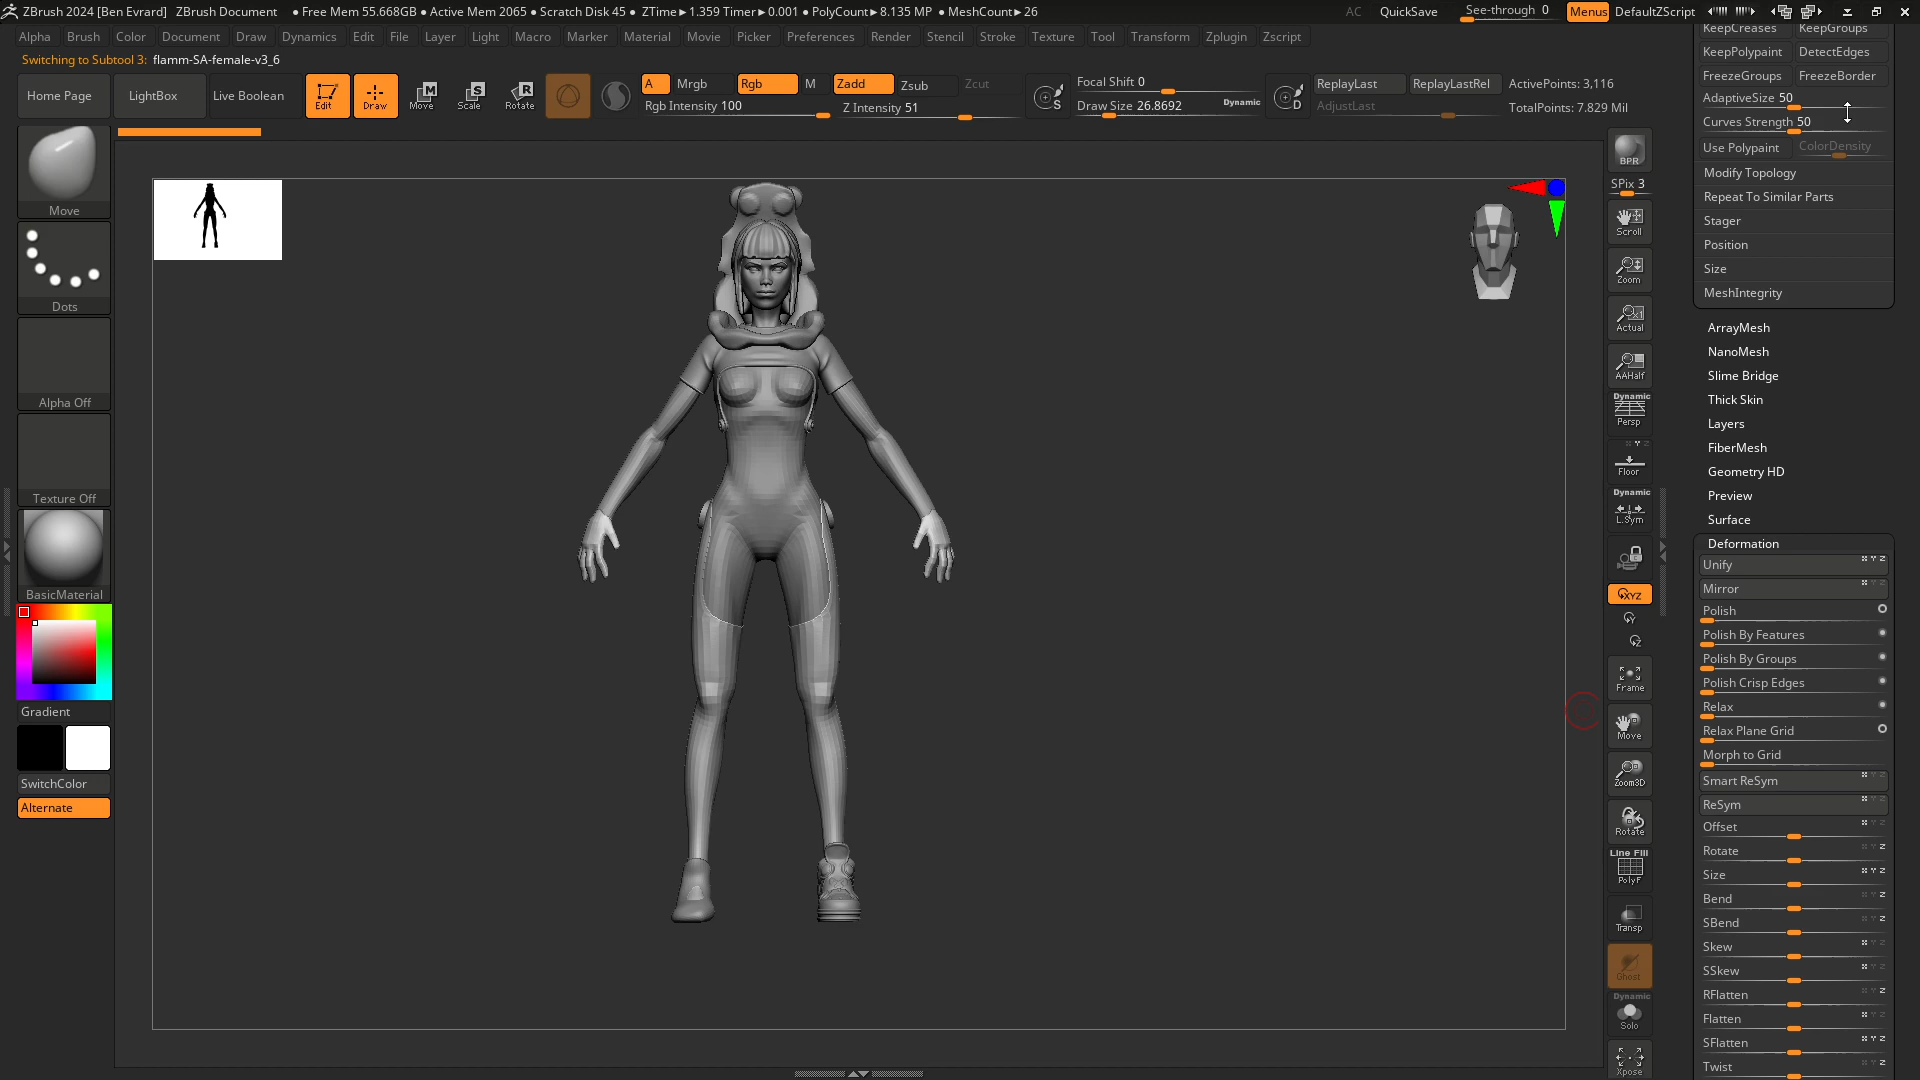 ZBrush 2024 [Ben Evrard] ZBrush Document ● Free Mem 55.668GB ● Active Mem 2065 ● Scratch Disk 45 ● ZTime►1.359 Timer►0.001 ● PolyCount►8.135 MP ● MeshCount►26 AC QuickSave See-through 0 Menus DefaultZScript
Alpha Brush Color Document Draw Dynamics Edit File Layer Light Macro Marker Material Movie Picker Preferences Render Stencil Stroke Texture Tool Transform Zplugin Zscript
Switching to Subtool 3: flamm-SA-female-v3_6
Home Page LightBox Live Boolean Edit Draw Move Scale Rotate
A Mrgb Rgb M Zadd Zsub Zcut
Rgb Intensity 100 Z Intensity 51
S Focal Shift 0
Draw Size 26.8692 Dynamic
D ReplayLast ReplayLastRel ActivePoints: 3,116
AdjustLast TotalPoints: 7.829 Mil
Move
Dots
Alpha Off
Texture Off
BasicMaterial
Gradient
SwitchColor
Alternate
BPR
SPix 3
Scroll
Zoom
Actual
AAHalf
Dynamic
Persp
Floor
Dynamic
L.Sym
XYZ
Y
Z
Frame
Move
Zoom3D
Rotate
Line Fill
PolyF
Transp
Ghost
Dynamic
Solo
Xpose
KeepCreases KeepGroups
KeepPolypaint DetectEdges
FreezeGroups FreezeBorder
AdaptiveSize 50
Curves Strength 50
Use Polypaint ColorDensity
Modify Topology
Repeat To Similar Parts
Stager
Position
Size
MeshIntegrity
ArrayMesh
NanoMesh
Slime Bridge
Thick Skin
Layers
FiberMesh
Geometry HD
Preview
Surface
Deformation
Unify
Mirror
Polish
Polish By Features
Polish By Groups
Polish Crisp Edges
Relax
Relax Plane Grid
Morph to Grid
Smart ReSym
ReSym
Offset
Rotate
Size
Bend
SBend
Skew
SSkew
RFlatten
Flatten
SFlatten
Twist